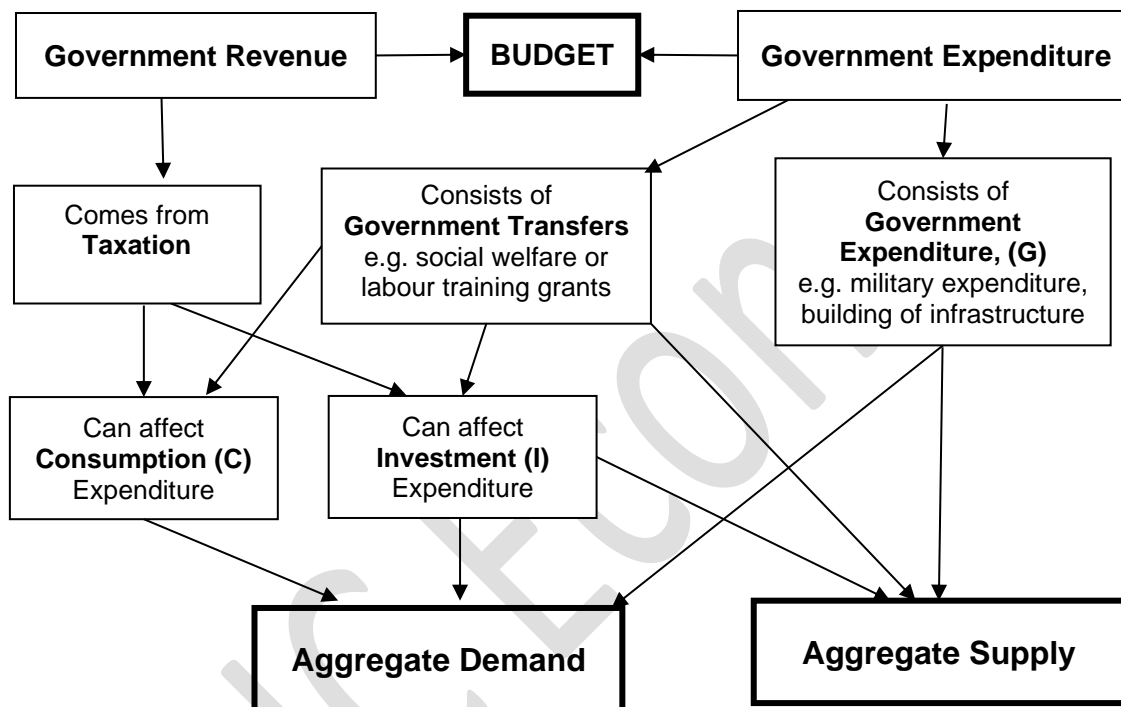 Government Revenue
BUDGET
Government Expenditure
Comes from
Taxation
Consists of
Government Transfers
e.g. social welfare or
labour training grants
Consists of
Government
Expenditure, (G)
e.g. military expenditure,
building of infrastructure
Can affect
Consumption (C)
Expenditure
Can affect
Investment (I)
Expenditure
Aggregate Demand
Aggregate Supply